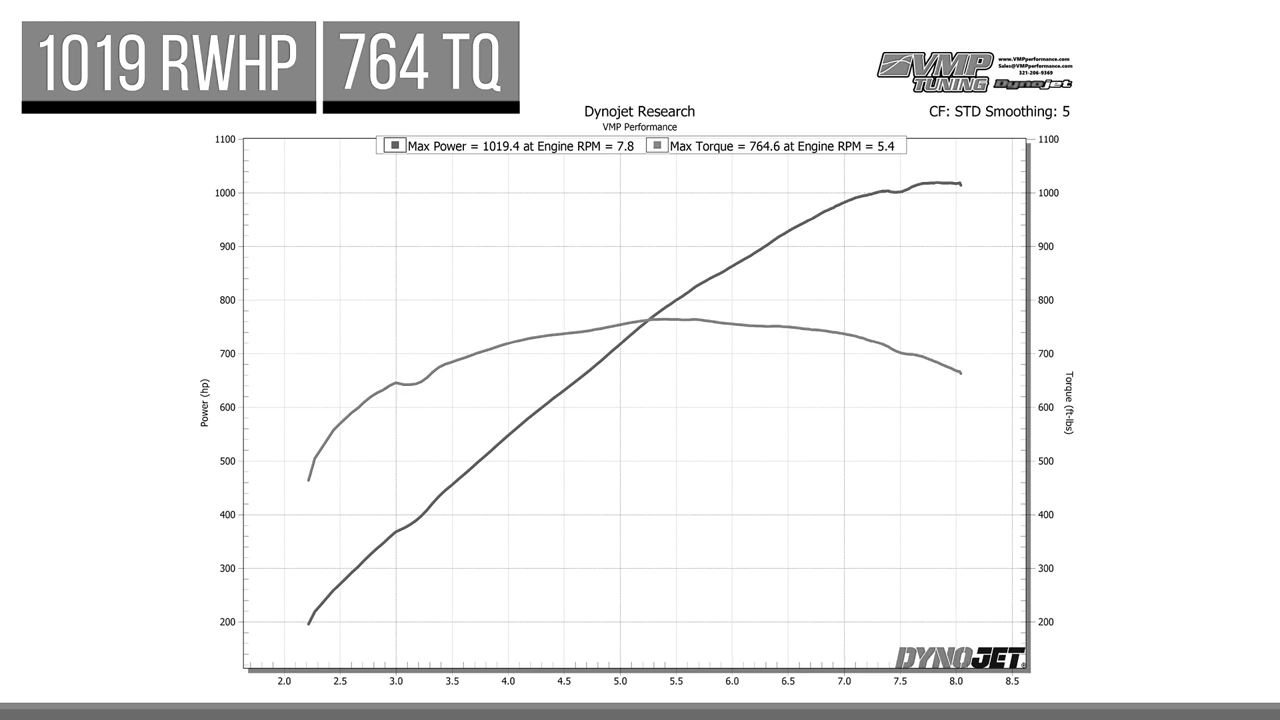 1019 RWHP 764 TQ
VMP TUNING
www.VMPperformance.com
Sales@VMPperformance.com
321-206-9369
Dynojet
Dynojet Research
VMP Performance
CF: STD Smoothing: 5
Max Power = 1019.4 at Engine RPM = 7.8 Max Torque = 764.6 at Engine RPM = 5.4
1100 1100
1000 1000
900 900
800 800
700 700
600 600
500 500
400 400
300 300
200 200
Power (hp)
Torque (ft-lbs)
DYNOJET
2.0 2.5 3.0 3.5 4.0 4.5 5.0 5.5 6.0 6.5 7.0 7.5 8.0 8.5